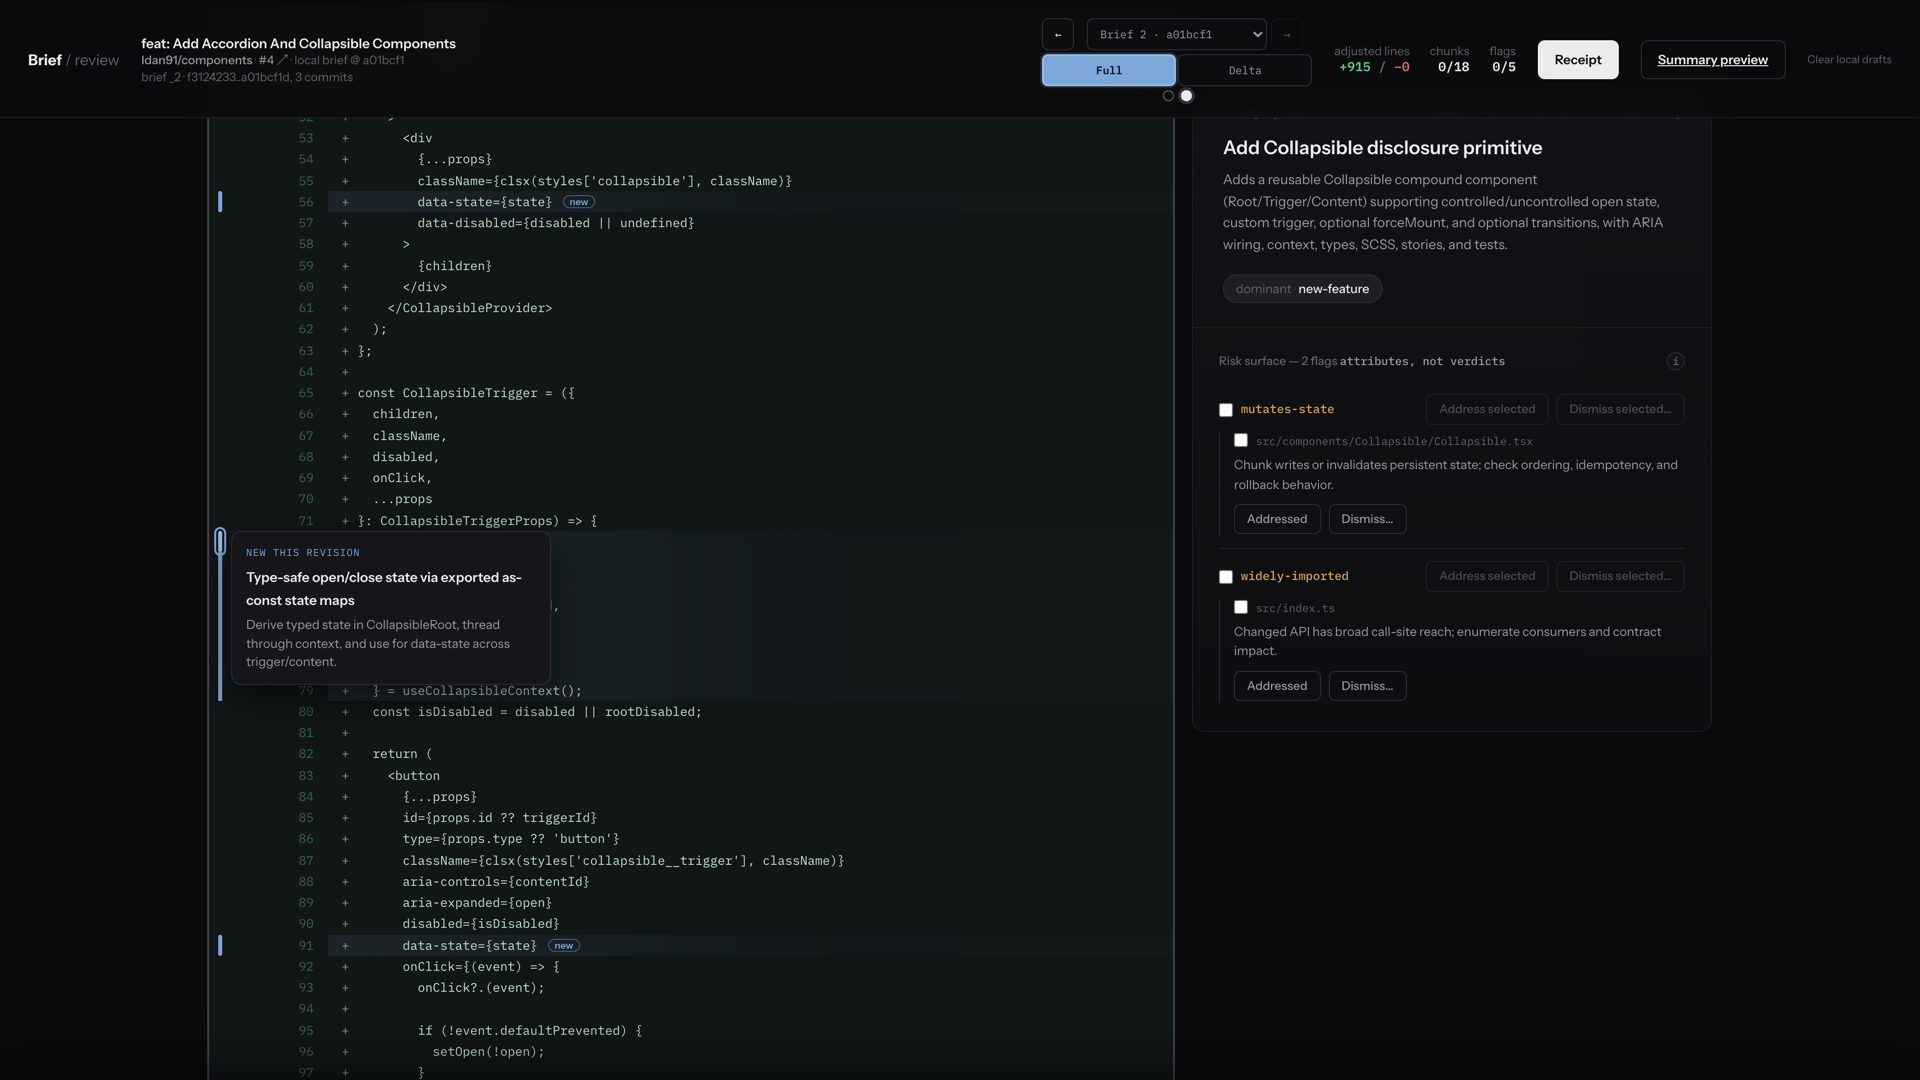 Brief / review
feat: Add Accordion And Collapsible Components
Idan91/components · #4 ↗ · local brief @ a01bcf1
brief _2 · f3124233..a01bcf1d, 3 commits
←
Brief 2 · a01bcf1
→
Full
Delta
adjusted lines
+915 / −0
chunks
0/18
flags
0/5
Receipt
Summary preview
Clear local drafts
53 + <div
54 + {...props}
55 + className={clsx(styles['collapsible'], className)}
56 + data-state={state} new
57 + data-disabled={disabled || undefined}
58 + >
59 + {children}
60 + </div>
61 + </CollapsibleProvider>
62 + );
63 + };
64 +
65 + const CollapsibleTrigger = ({
66 + children,
67 + className,
68 + disabled,
69 + onClick,
70 + ...props
71 + }: CollapsibleTriggerProps) => {
NEW THIS REVISION
Type-safe open/close state via exported as-
const state maps
Derive typed state in CollapsibleRoot, thread
through context, and use for data-state across
trigger/content.
79 + } = useCollapsibleContext();
80 + const isDisabled = disabled || rootDisabled;
81 +
82 + return (
83 + <button
84 + {...props}
85 + id={props.id ?? triggerId}
86 + type={props.type ?? 'button'}
87 + className={clsx(styles['collapsible__trigger'], className)}
88 + aria-controls={contentId}
89 + aria-expanded={open}
90 + disabled={isDisabled}
91 + data-state={state} new
92 + onClick={(event) => {
93 + onClick?.(event);
94 +
95 + if (!event.defaultPrevented) {
96 + setOpen(!open);
97 + }
Add Collapsible disclosure primitive
Adds a reusable Collapsible compound component
(Root/Trigger/Content) supporting controlled/uncontrolled open state,
custom trigger, optional forceMount, and optional transitions, with ARIA
wiring, context, types, SCSS, stories, and tests.
dominant new-feature
Risk surface — 2 flags attributes, not verdicts
i
mutates-state
Address selected
Dismiss selected…
src/components/Collapsible/Collapsible.tsx
Chunk writes or invalidates persistent state; check ordering, idempotency, and
rollback behavior.
Addressed
Dismiss…
widely-imported
Address selected
Dismiss selected…
src/index.ts
Changed API has broad call-site reach; enumerate consumers and contract
impact.
Addressed
Dismiss…